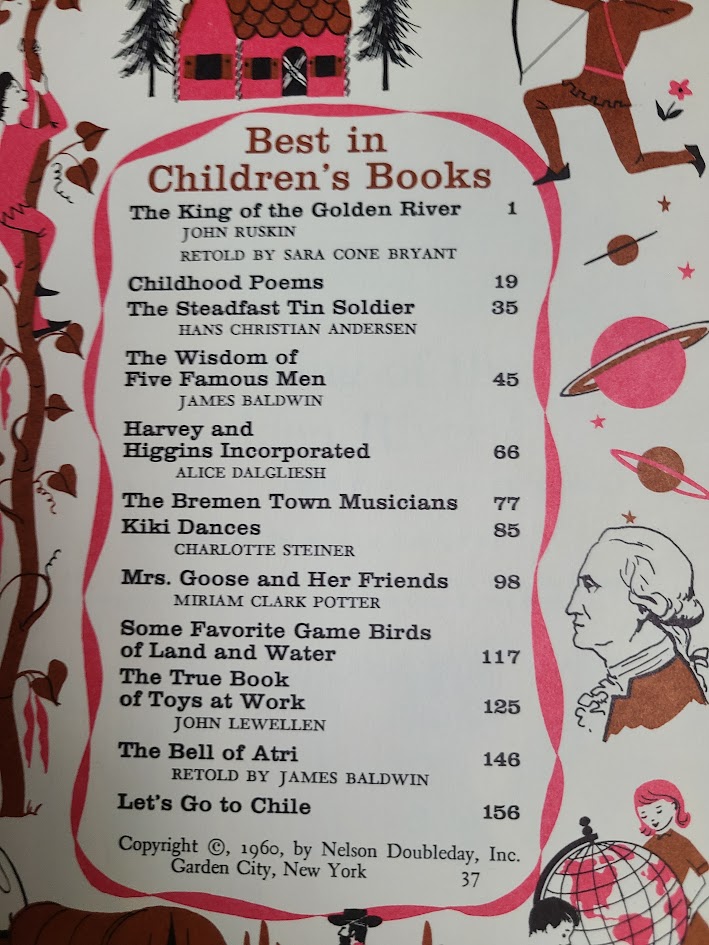 Best in
Children's Books
The King of the Golden River 1
JOHN RUSKIN
RETOLD BY SARA CONE BRYANT
Childhood Poems 19
The Steadfast Tin Soldier 35
HANS CHRISTIAN ANDERSEN
The Wisdom of
Five Famous Men 45
JAMES BALDWIN
Harvey and
Higgins Incorporated 66
ALICE DALGLIESH
The Bremen Town Musicians 77
Kiki Dances 85
CHARLOTTE STEINER
Mrs. Goose and Her Friends 98
MIRIAM CLARK POTTER
Some Favorite Game Birds
of Land and Water 117
The True Book
of Toys at Work 125
JOHN LEWELLEN
The Bell of Atri 146
RETOLD BY JAMES BALDWIN
Let's Go to Chile 156
Copyright ©, 1960, by Nelson Doubleday, Inc.
Garden City, New York 37